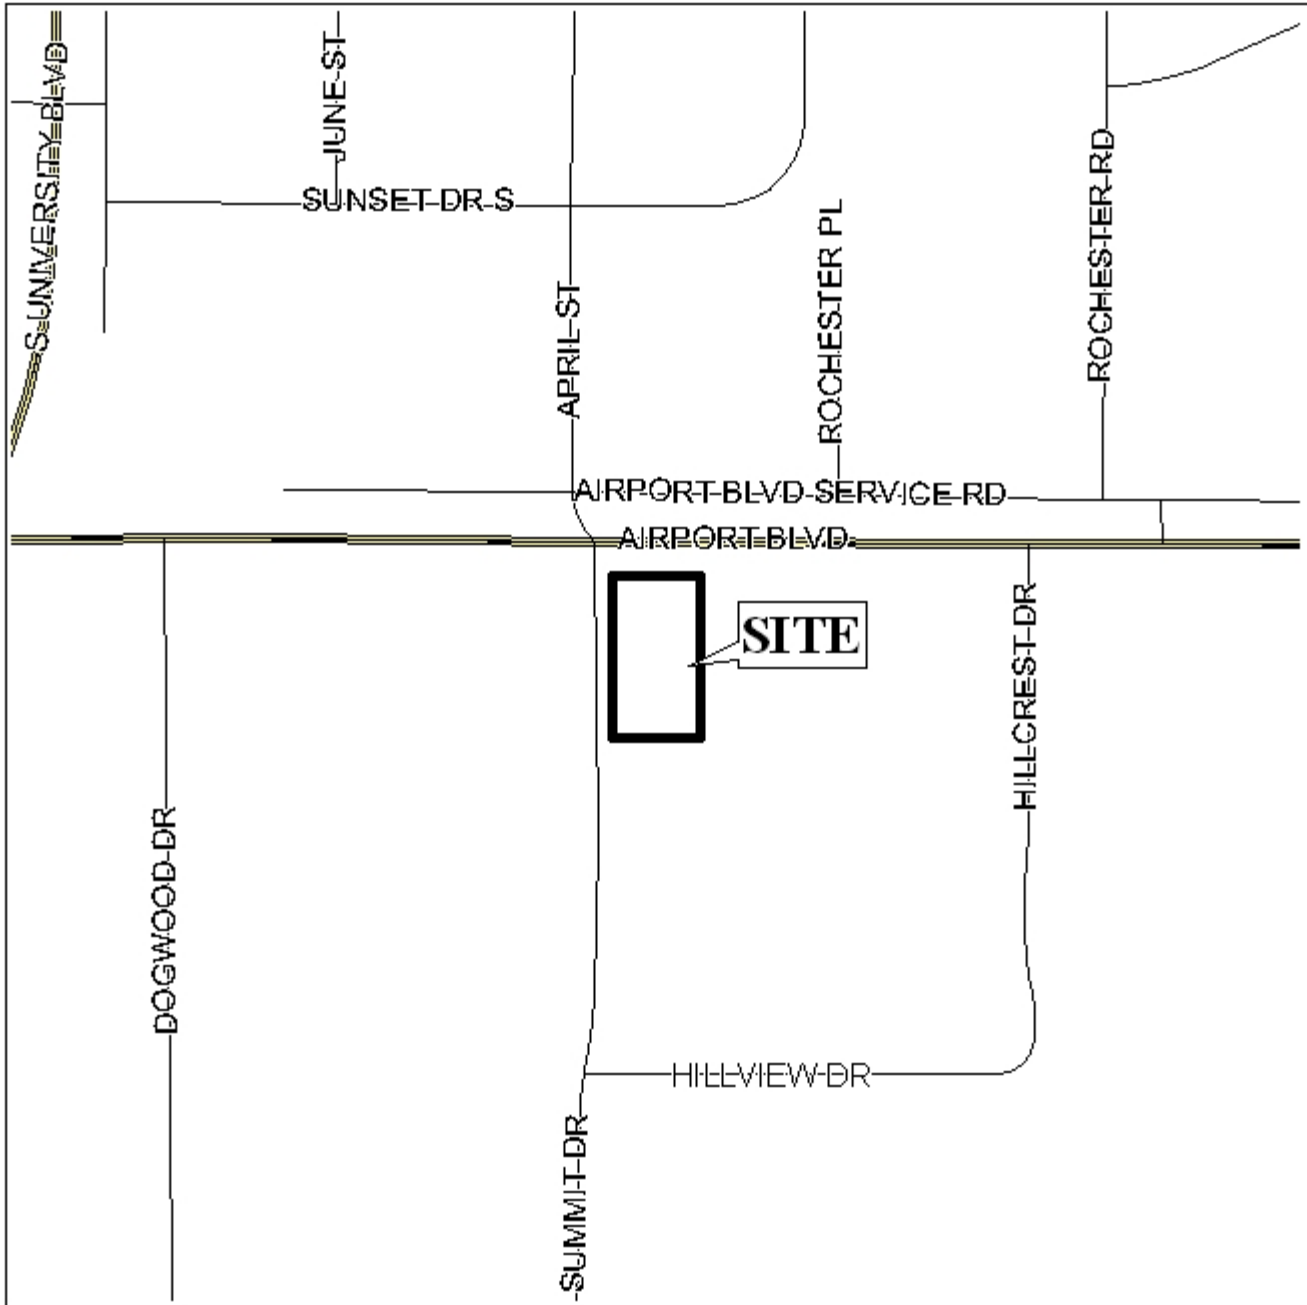 S UNIVERSITY BLVD
JUNE ST
SUNSET DR S
APRIL ST
ROCHESTER PL
ROCHESTER RD
AIRPORT BLVD SERVICE RD
AIRPORT BLVD
SITE
HILLCREST DR
DOGWOOD DR
HILLVIEW DR
SUMMIT DR